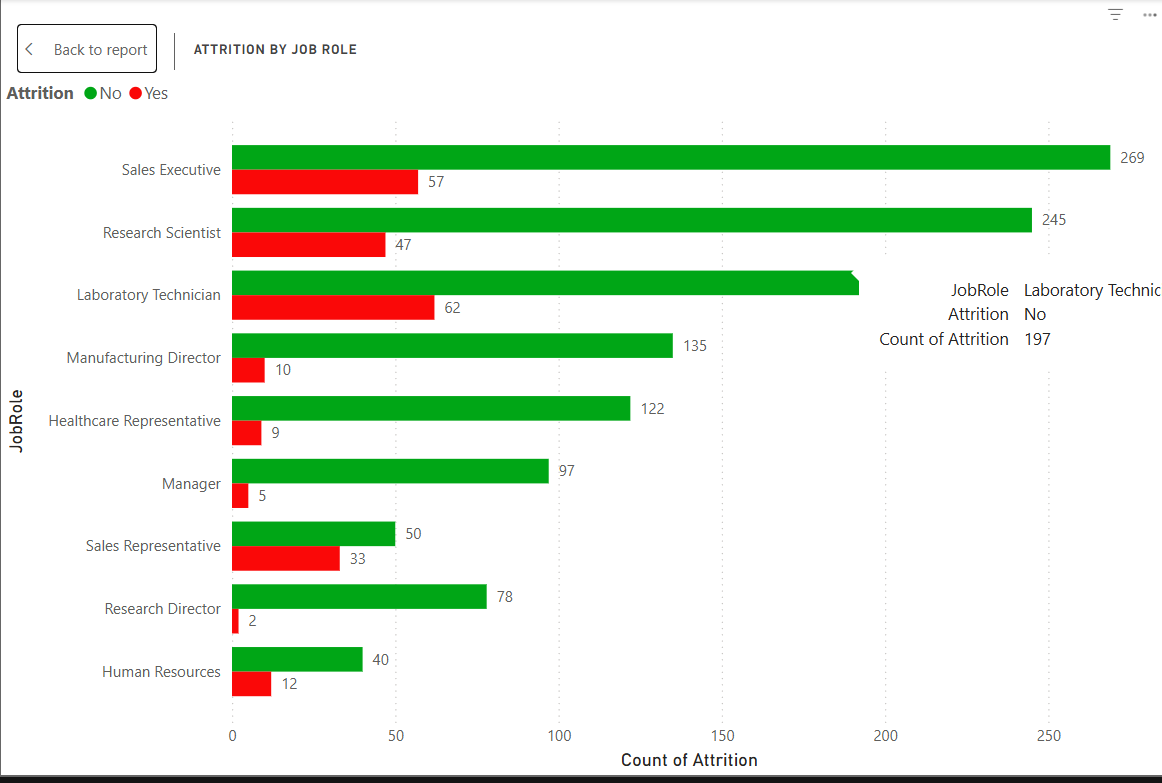 Back to report
ATTRITION BY JOB ROLE
Attrition No Yes
Sales Executive 269
57
Research Scientist 245
47
Laboratory Technician
62
JobRole Laboratory Technic
Attrition No
Count of Attrition 197
Manufacturing Director 135
10
Healthcare Representative 122
9
Manager 97
5
Sales Representative 50
33
Research Director 78
2
Human Resources 40
12
JobRole
0 50 100 150 200 250
Count of Attrition